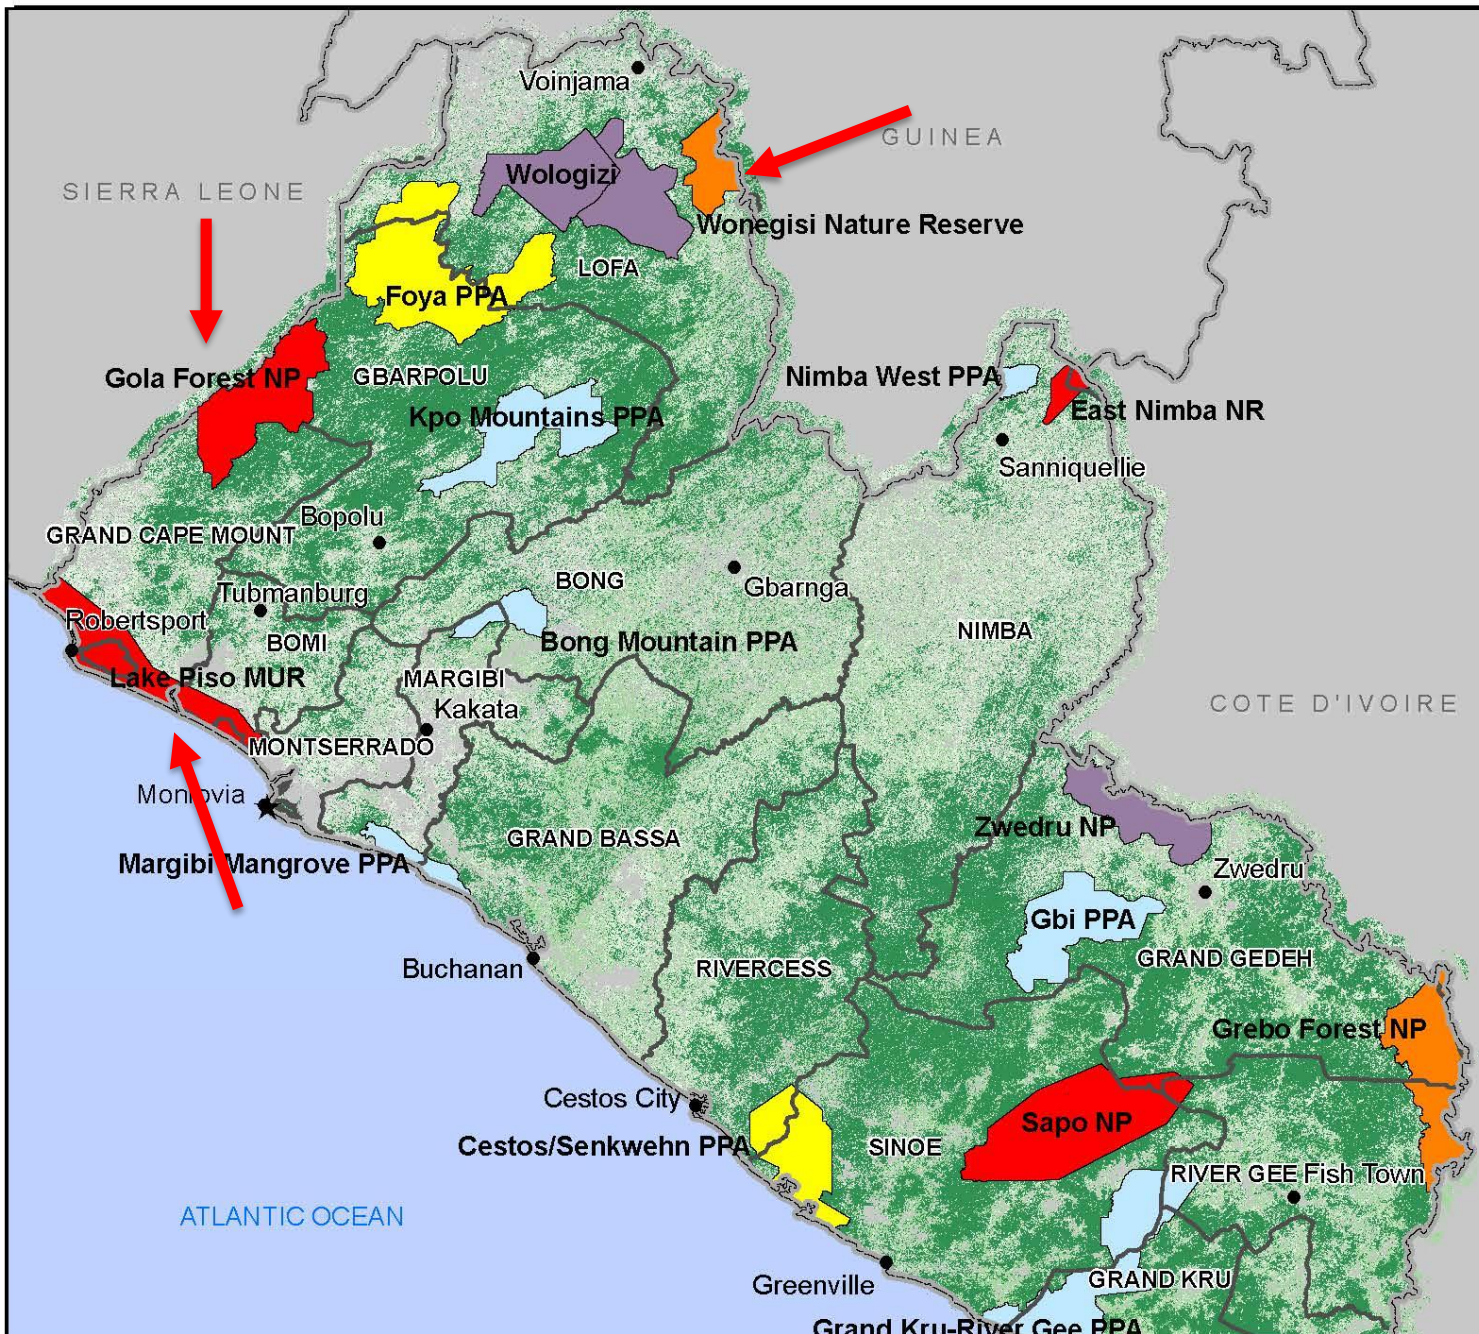 Voinjama
GUINEA
Wologizi
SIERRA LEONE
Wonegisi Nature Reserve
LOFA
Foya PPA
Gola Forest NP
GBARPOLU
Nimba West PPA
East Nimba NR
Kpo Mountains PPA
Sanniquellie
Bopolu
GRAND CAPE MOUNT
BONG
Gbarnga
Tubmanburg
Robertsport
BOMI
Bong Mountain PPA
NIMBA
Lake Piso MUR
MARGIBI
Kakata
COTE D'IVOIRE
MONTSERRADO
Monrovia
Zwedru NP
GRAND BASSA
Margibi Mangrove PPA
Zwedru
Gbi PPA
Buchanan
RIVERCESS
GRAND GEDEH
Grebo Forest NP
Cestos City
Sapo NP
Cestos/Senkwehn PPA
SINOE
RIVER GEE
Fish Town
ATLANTIC OCEAN
Greenville
GRAND KRU
Grand Kru-River Gee PPA